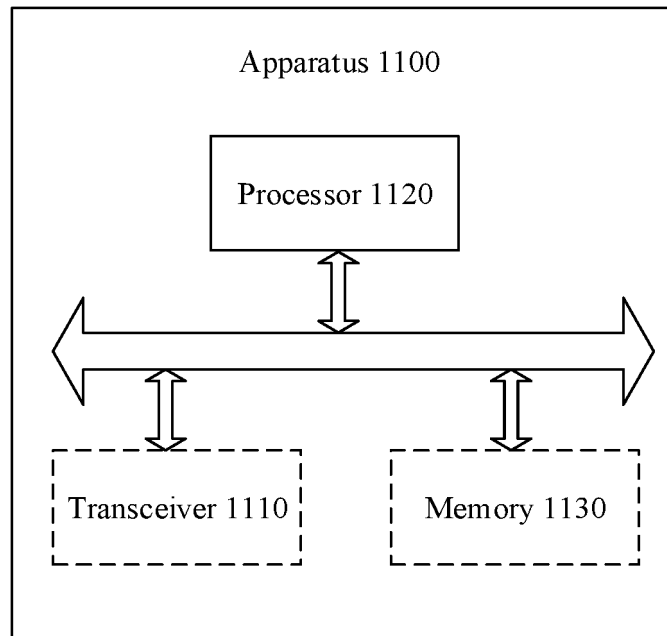 Apparatus 1100
Processor 1120
Transceiver 1110
Memory 1130